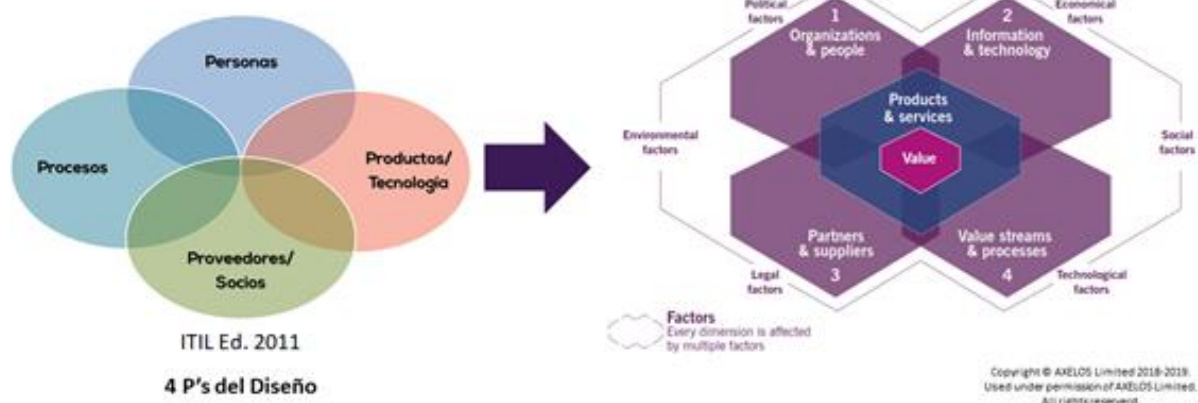 Personas
Procesos
Productos/
Tecnología
Proveedores/
Socios
ITIL Ed. 2011
4 P's del Diseño
Political
factors
Economical
factors
1
Organizations
& people
2
Information
& technology
Products
& services
Value
Environmental
factors
Social
factors
Partners
& suppliers
3
Value streams
& processes
4
Legal
factors
Technological
factors
Factors
Every dimension is affected
by multiple factors
Copyright © AXELOS Limited 2018-2019.
Used under permission of AXELOS Limited.
All rights reserverd